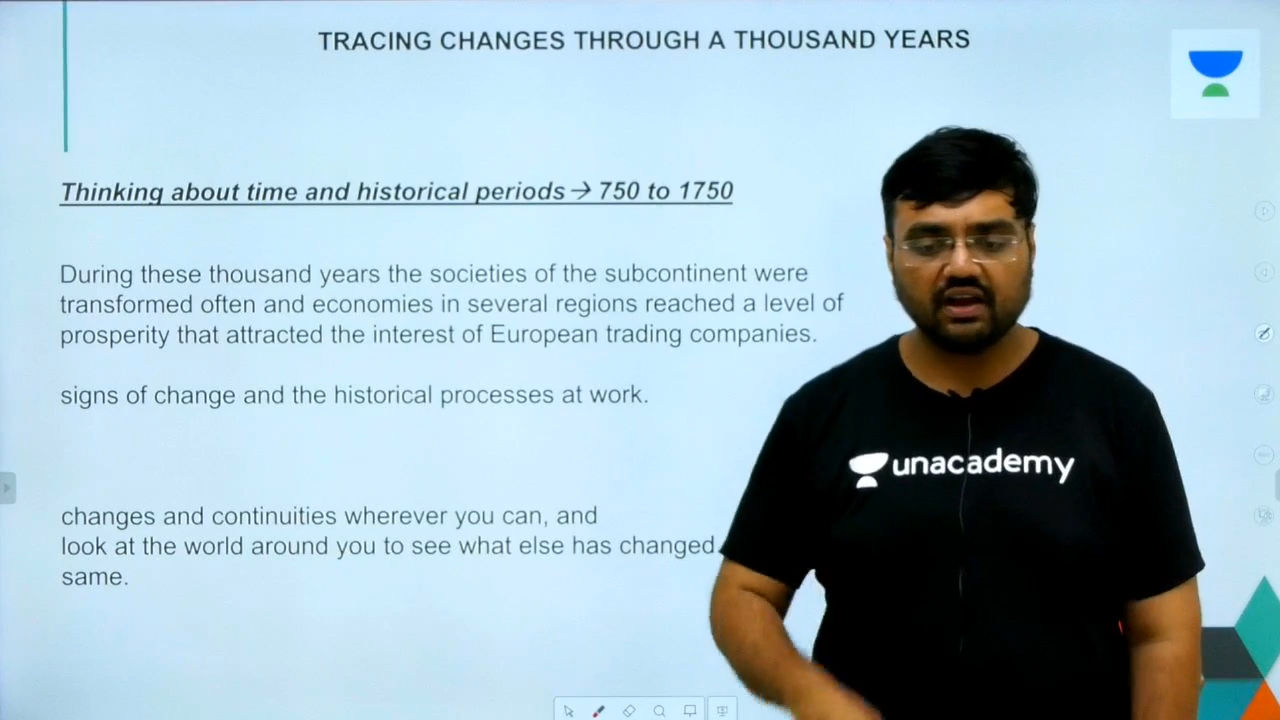 TRACING CHANGES THROUGH A THOUSAND YEARS
Thinking about time and historical periods → 750 to 1750
During these thousand years the societies of the subcontinent were
transformed often and economies in several regions reached a level of
prosperity that attracted the interest of European trading companies.
signs of change and the historical processes at work.
unacademy
changes and continuities wherever you can, and
look at the world around you to see what else has changed
same.